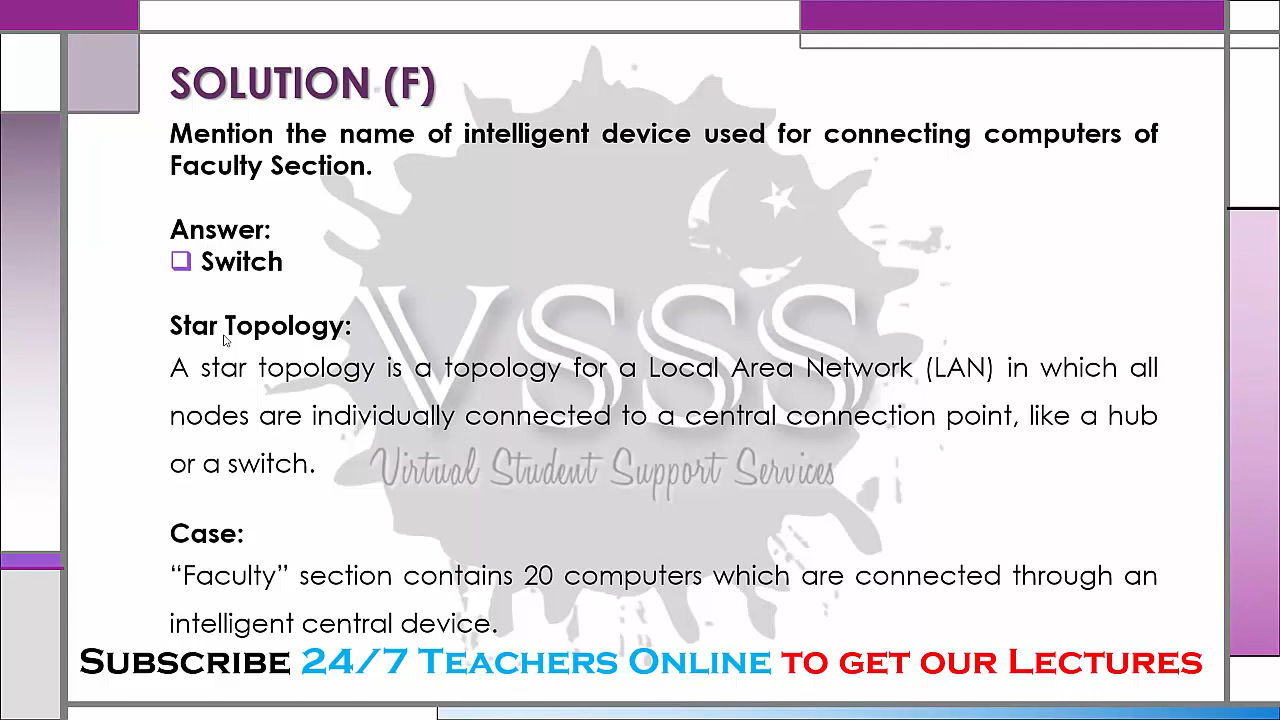 SOLUTION (F)
Mention the name of intelligent device used for connecting computers of
Faculty Section.
Answer:
❑ Switch
Star Topology:
A star topology is a topology for a Local Area Network (LAN) in which all
nodes are individually connected to a central connection point, like a hub
or a switch.
VSSS
Virtual Student Support Services
Case:
“Faculty” section contains 20 computers which are connected through an
intelligent central device.
SUBSCRIBE 24/7 TEACHERS ONLINE TO GET OUR LECTURES